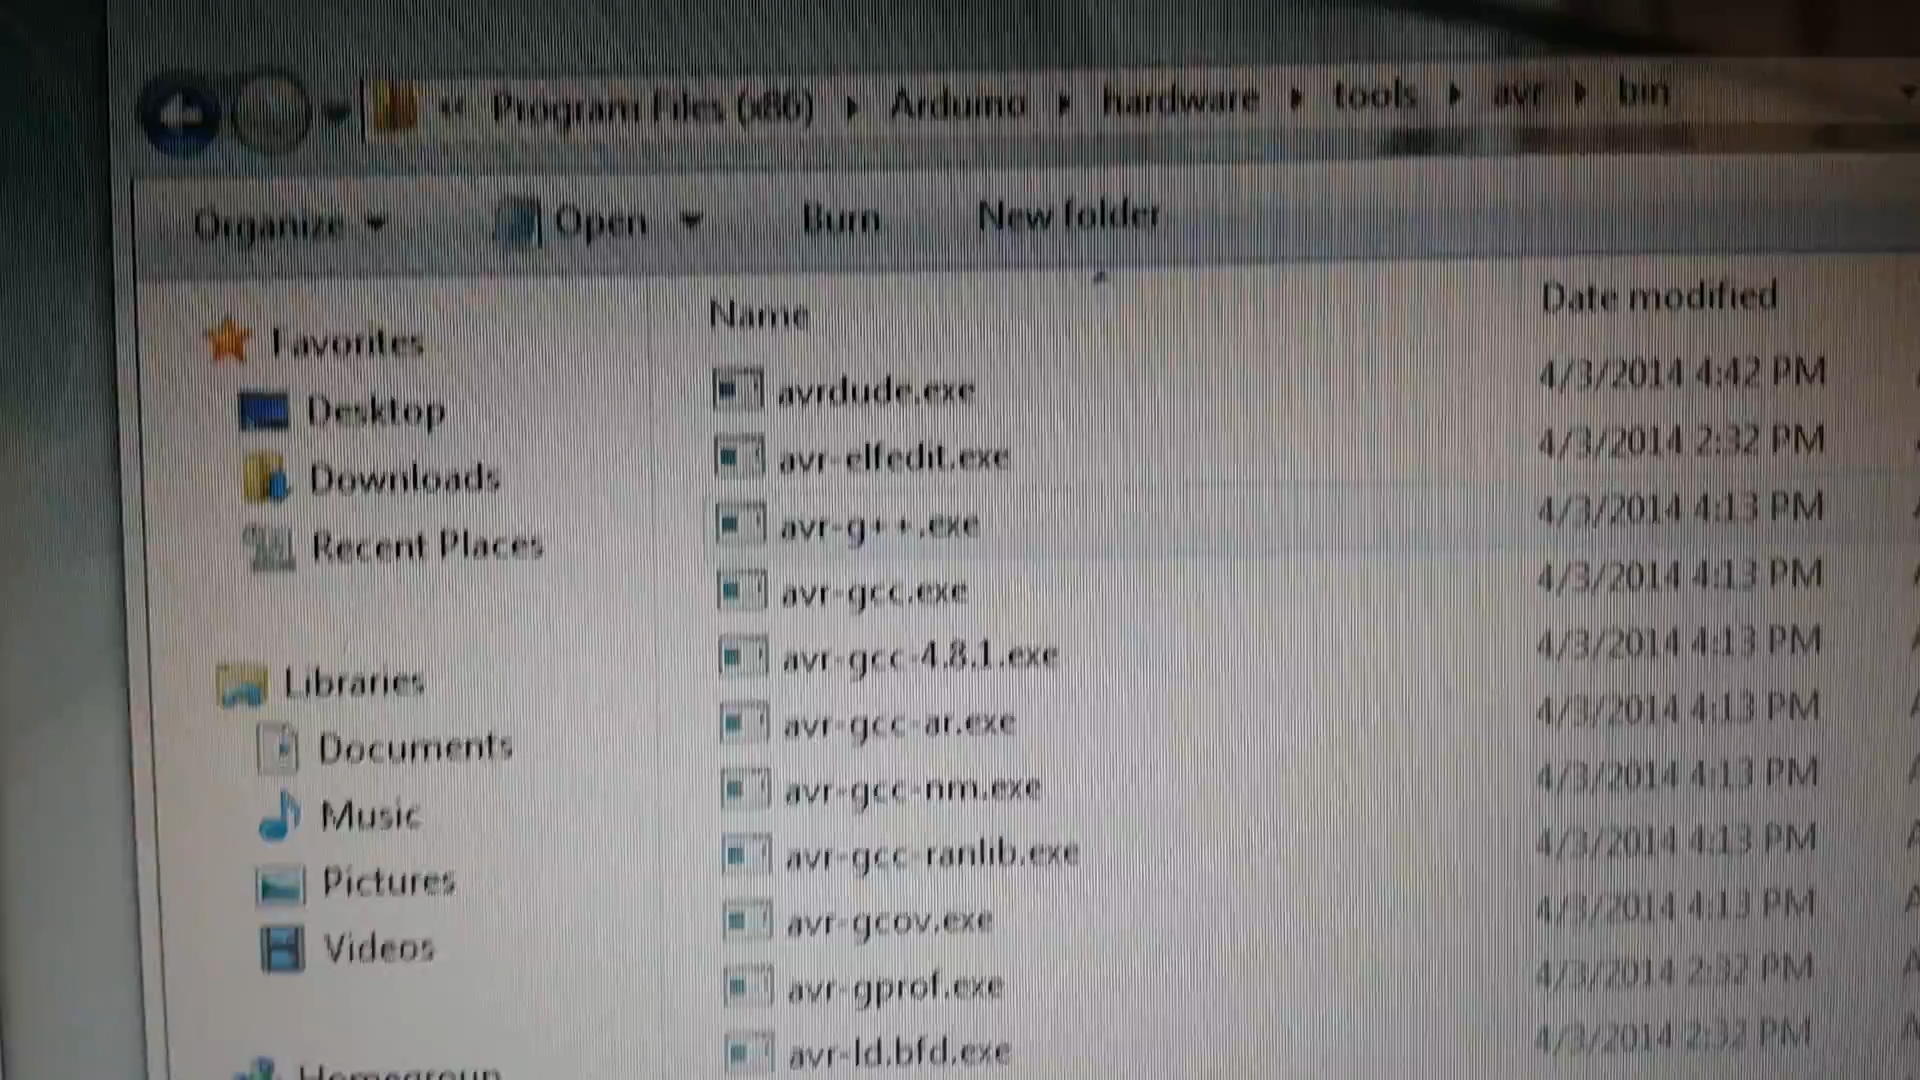 Program Files (x86) Arduino hardware tools avr bin
Organize Open Burn New folder
Name Date modified
Favorites
Desktop
Downloads
Recent Places
Libraries
Documents
Music
Pictures
Videos
Homegroup
avrdude.exe 4/3/2014 4:42 PM
avr-elfedit.exe 4/3/2014 2:32 PM
avr-g++.exe 4/3/2014 4:13 PM
avr-gcc.exe 4/3/2014 4:13 PM
avr-gcc-4.8.1.exe 4/3/2014 4:13 PM
avr-gcc-ar.exe 4/3/2014 4:13 PM
avr-gcc-nm.exe 4/3/2014 4:13 PM
avr-gcc-ranlib.exe 4/3/2014 4:13 PM
avr-gcov.exe 4/3/2014 4:13 PM
avr-gprof.exe 4/3/2014 2:32 PM
avr-ld.bfd.exe 4/3/2014 2:32 PM